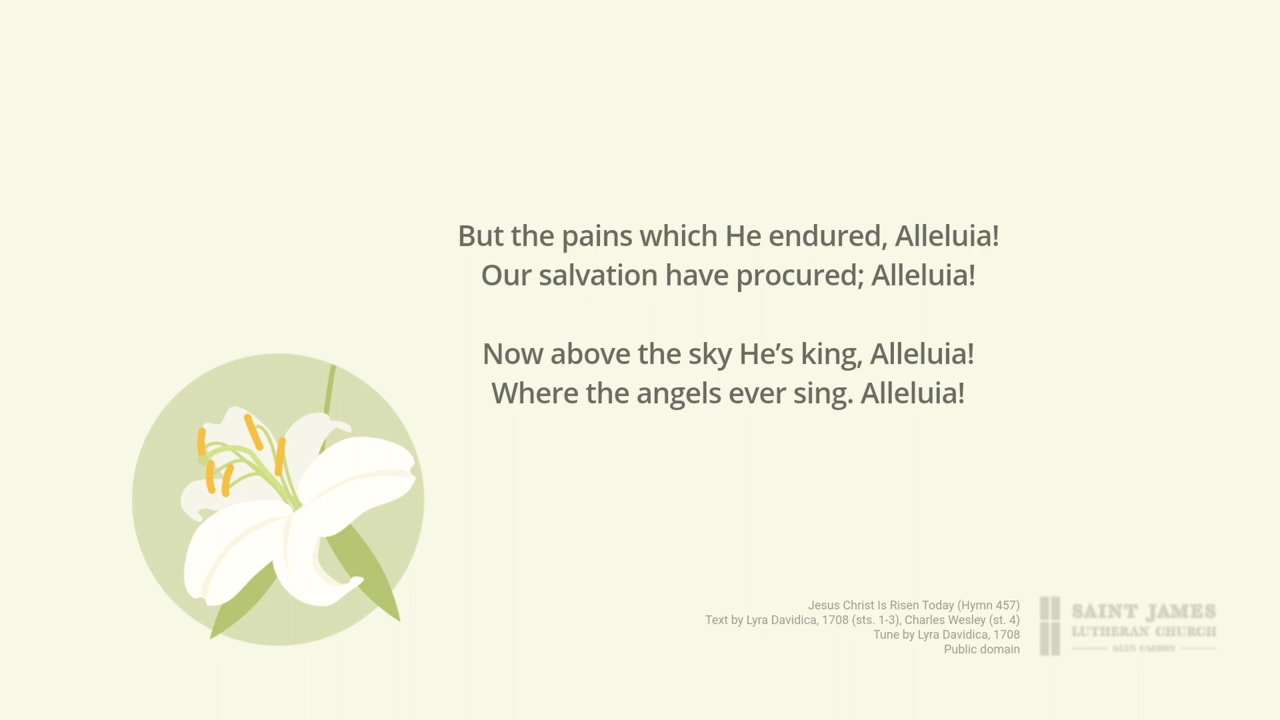 But the pains which He endured, Alleluia!
Our salvation have procured; Alleluia!
Now above the sky He’s king, Alleluia!
Where the angels ever sing. Alleluia!
Jesus Christ Is Risen Today (Hymn 457)
Text by Lyra Davidica, 1708 (sts. 1-3), Charles Wesley (st. 4)
Tune by Lyra Davidica, 1708
Public domain
SAINT JAMES
LUTHERAN CHURCH
GLEN CARBON